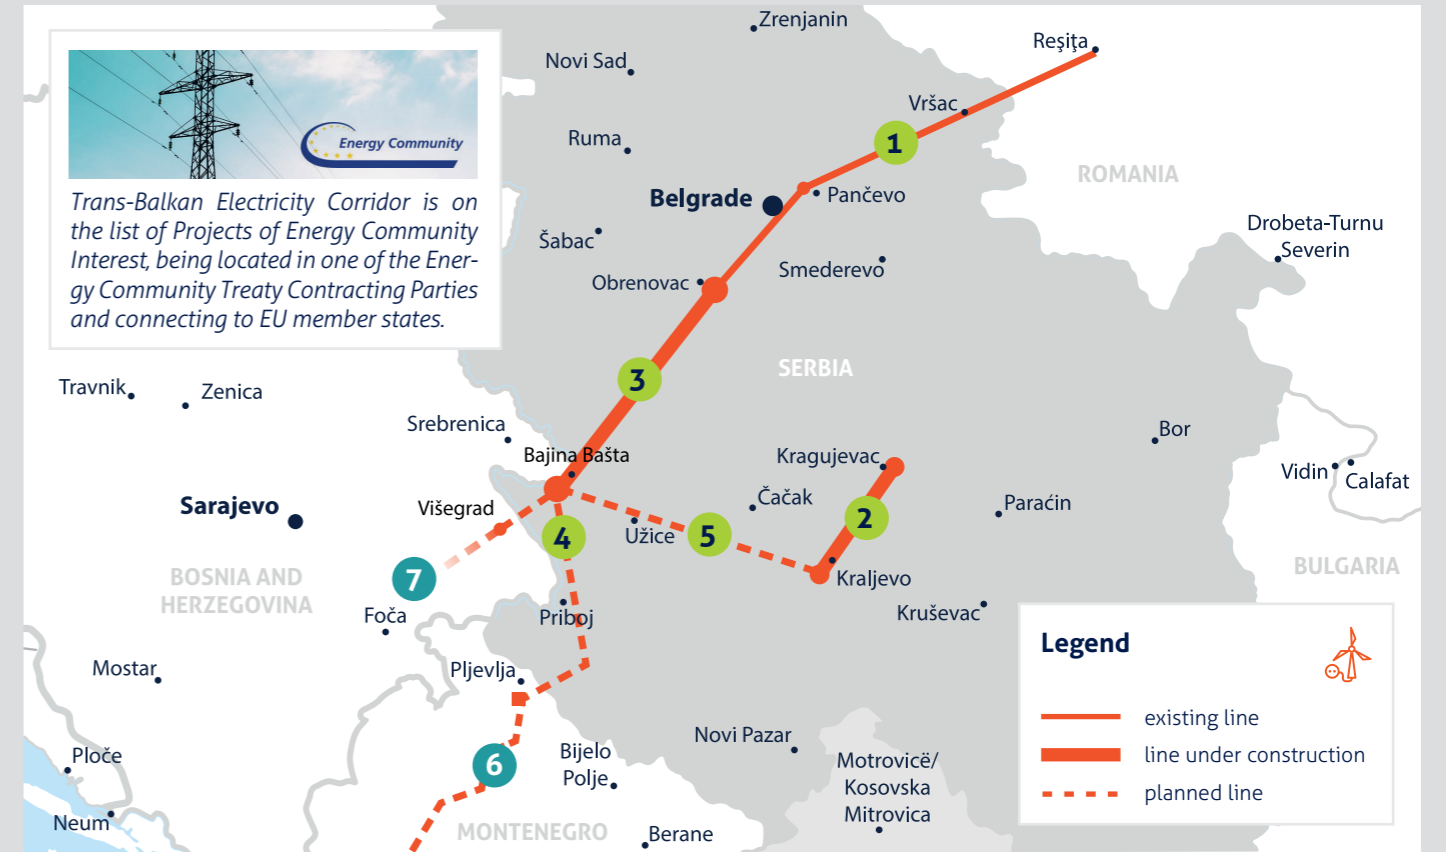 Energy Community
Trans-Balkan Electricity Corridor is on
the list of Projects of Energy Community
Interest, being located in one of the Ener-
gy Community Treaty Contracting Parties
and connecting to EU member states.
Zrenjanin
Reşiţa
Novi Sad
Vršac
Ruma
1
ROMANIA
Belgrade
Pančevo
Drobeta-Turnu
Severin
Šabac
Smederevo
Obrenovac
SERBIA
3
Travnik
Zenica
Srebrenica
Bor
Bajina Bašta
Kragujevac
Vidin
Calafat
Čačak
Paraćin
Sarajevo
Višegrad
2
Užice
5
4
BOSNIA AND
HERZEGOVINA
7
Kraljevo
BULGARIA
Foča
Priboj
Kruševac
Mostar
Pljevlja
Novi Pazar
Ploče
6
Bijelo
Polje
Motrovicë/
Kosovska
Mitrovica
Neum
MONTENEGRO
Berane
Legend
existing line
line under construction
planned line